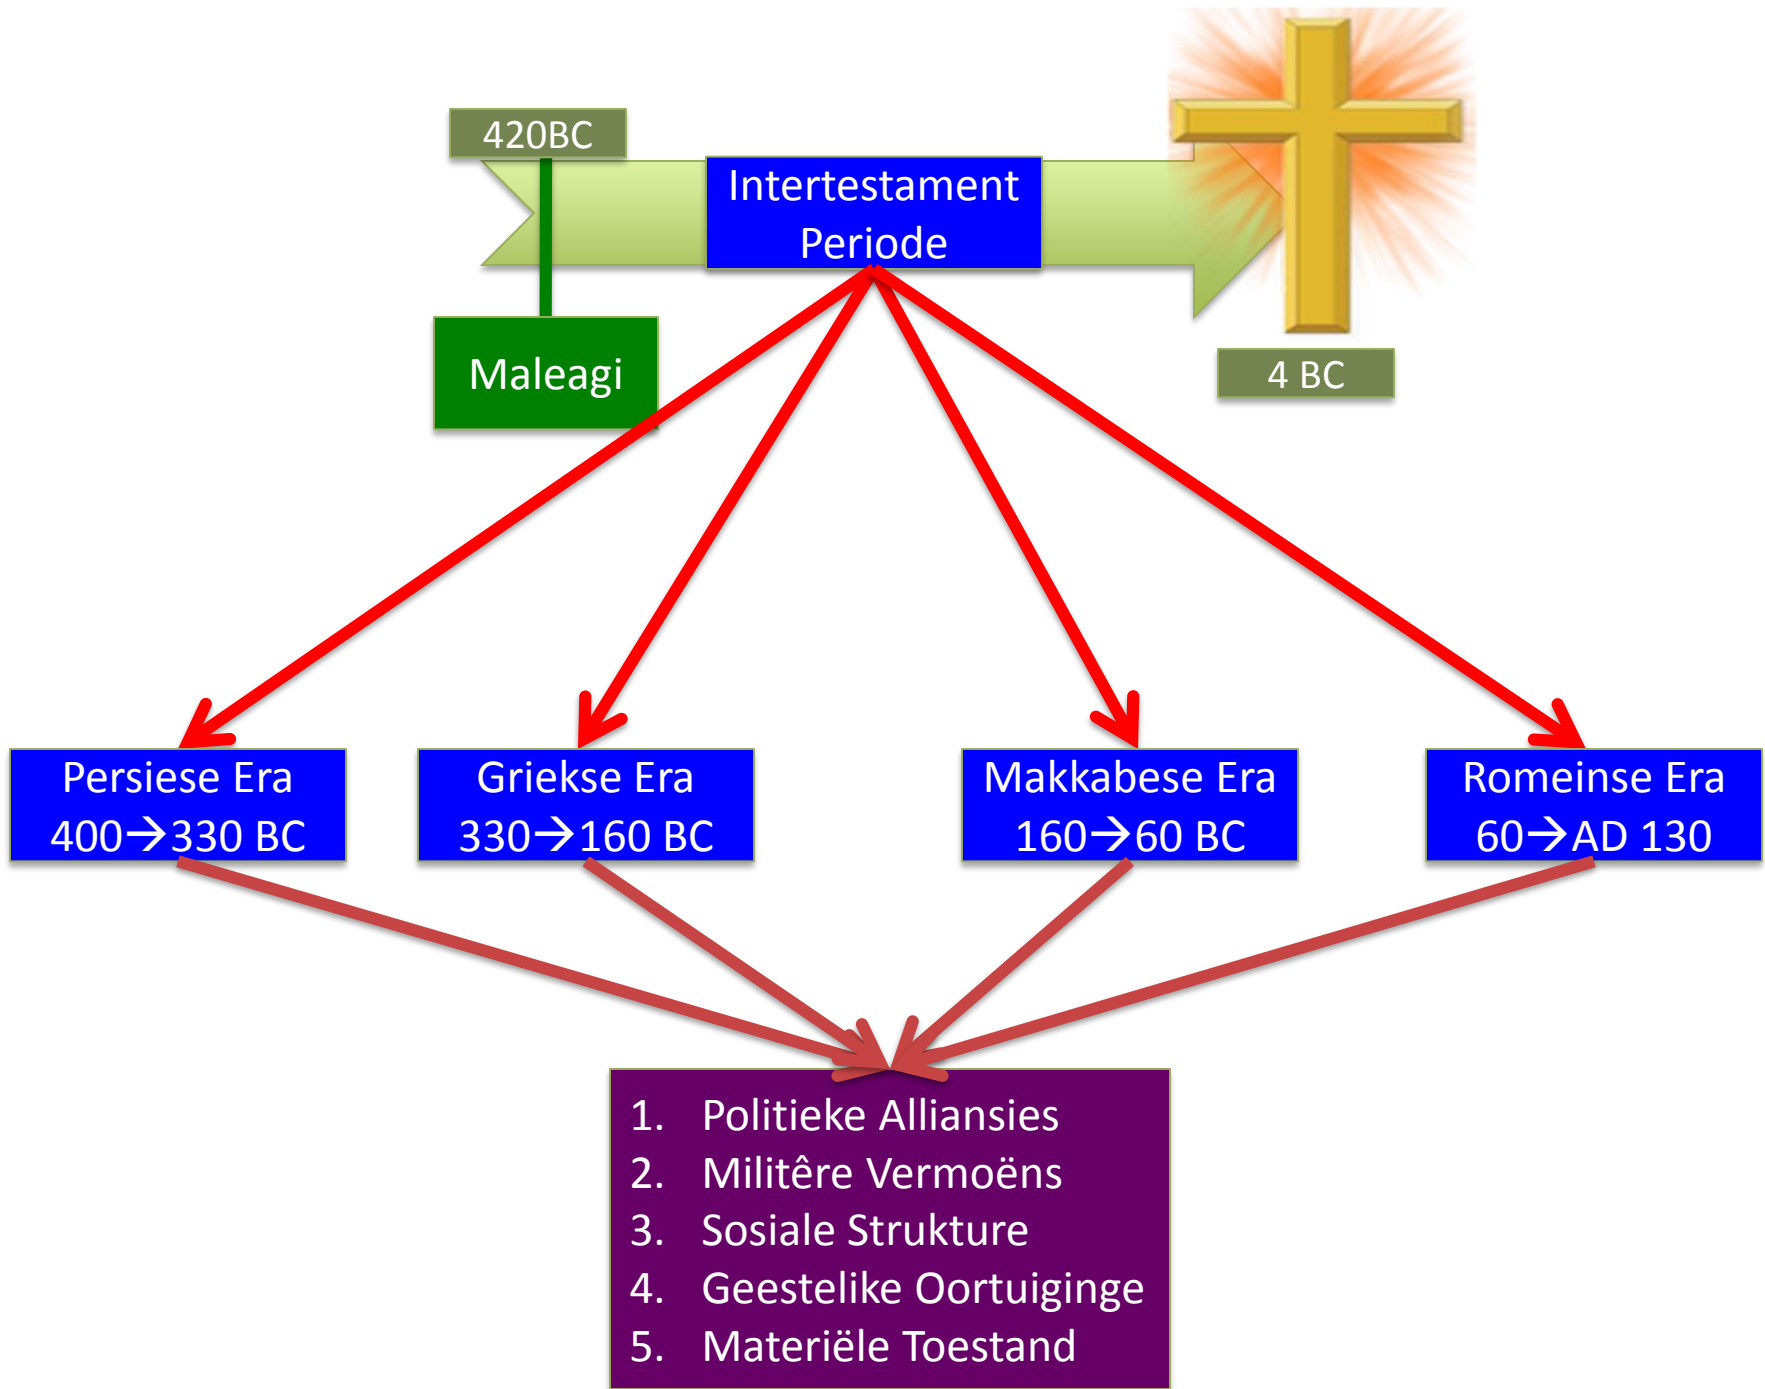 420BC
Intertestament
Periode
Maleagi
4 BC
Persiese Era
400→330 BC
Griekse Era
330→160 BC
Makkabese Era
160→60 BC
Romeinse Era
60→AD 130
1. Politieke Alliansies
2. Militêre Vermoëns
3. Sosiale Strukture
4. Geestelike Oortuiginge
5. Materiële Toestand